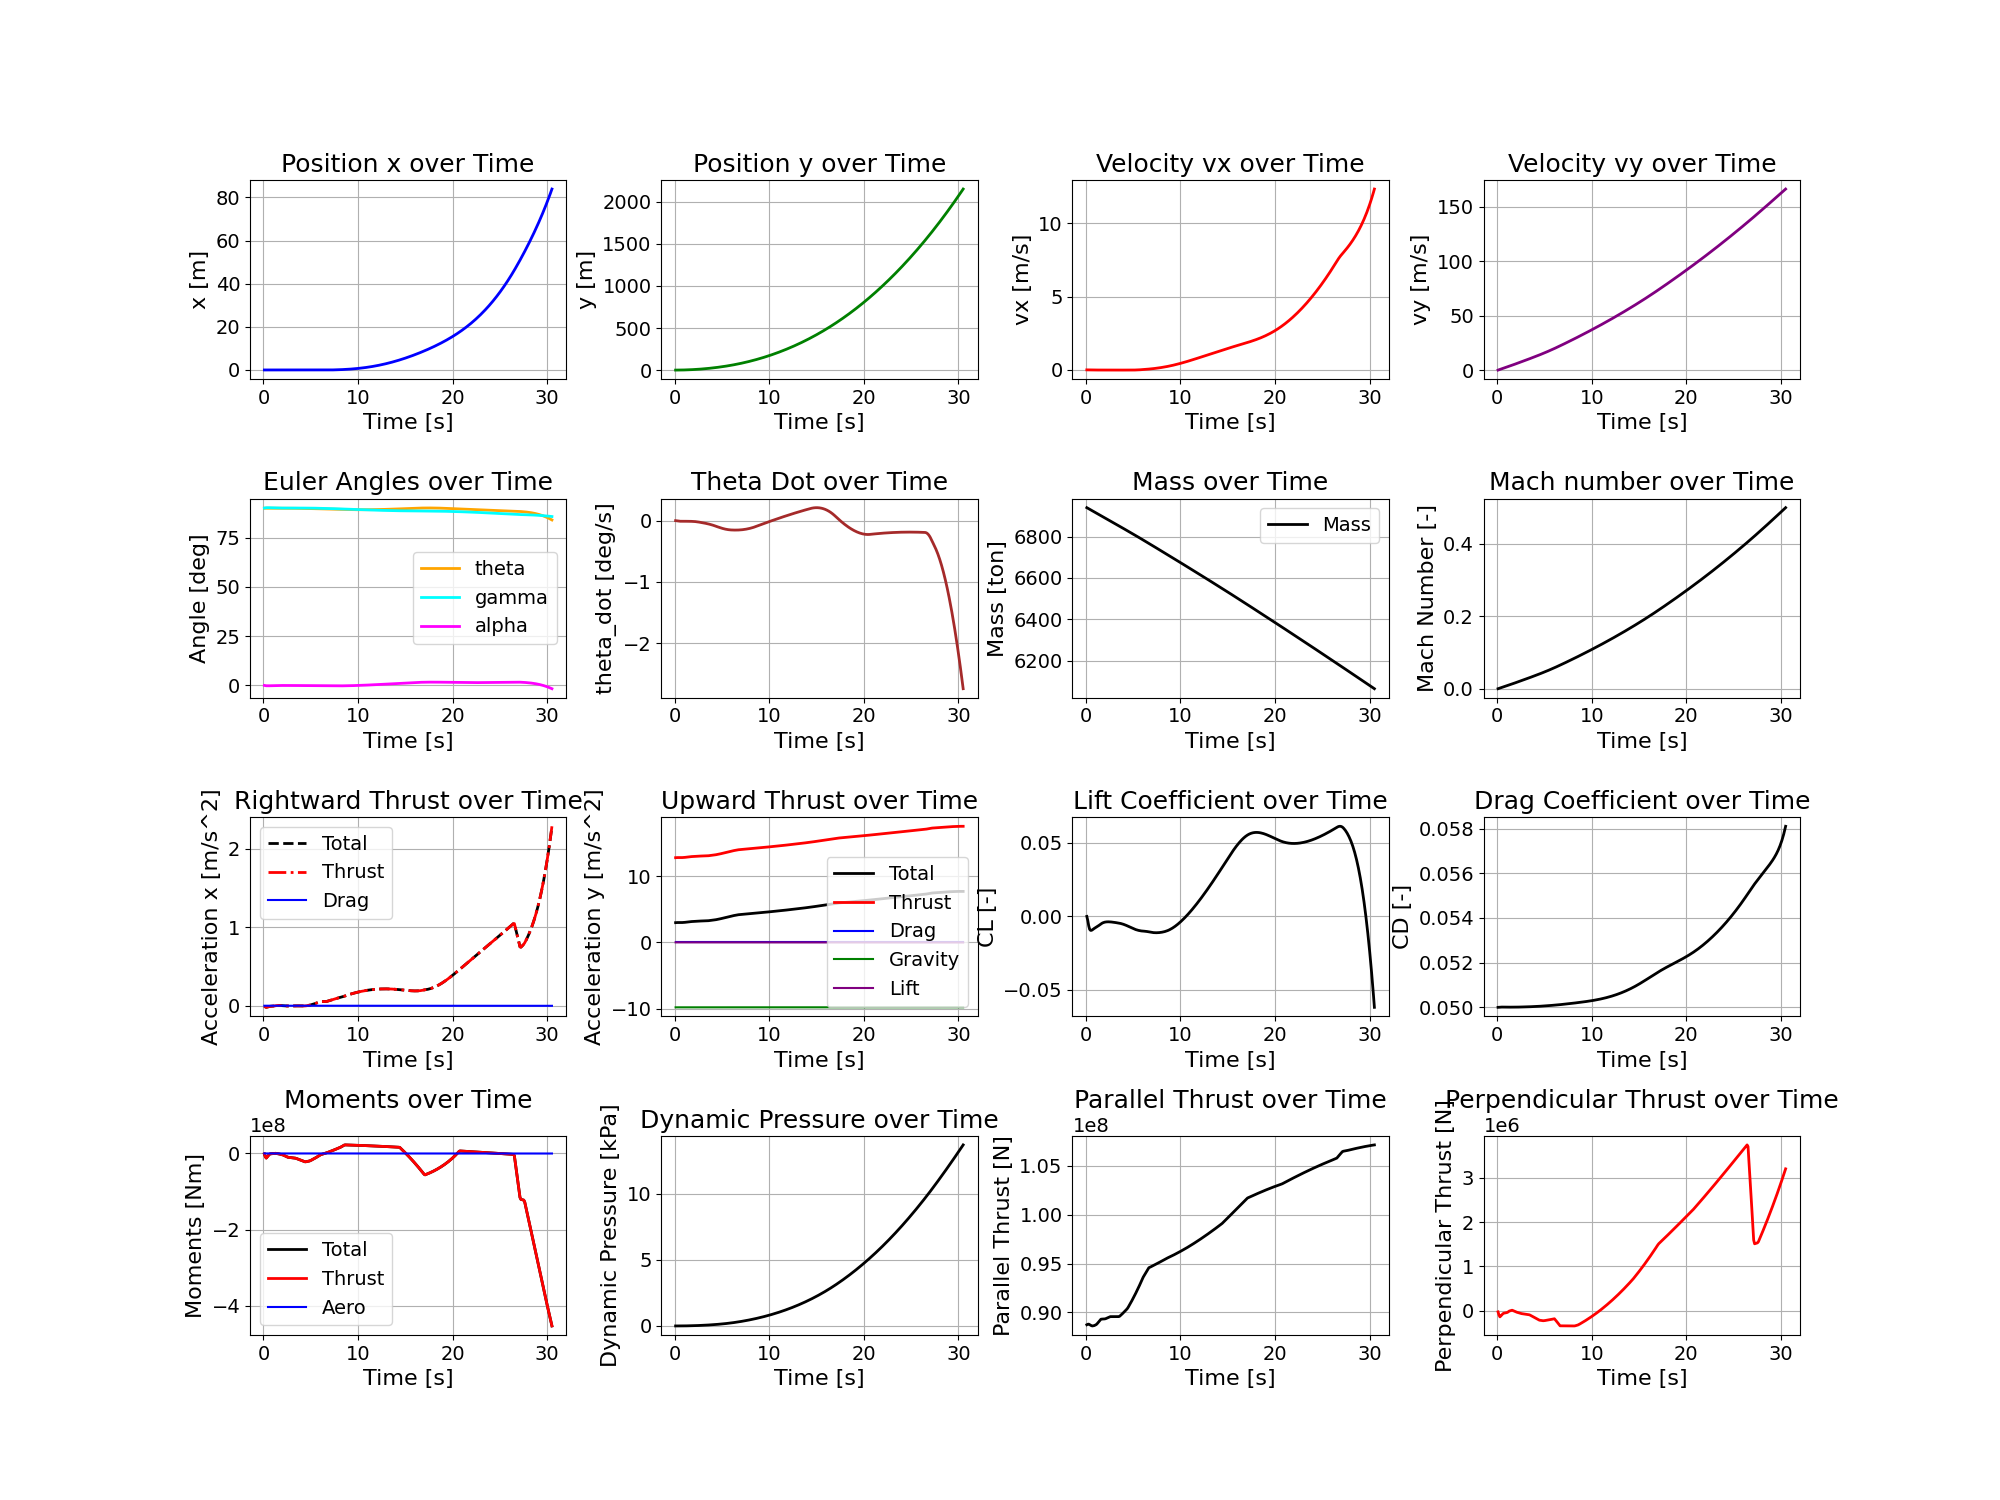 Position x over Time
x [m]
80
60
40
20
0
0 10 20 30
Time [s]
Position y over Time
y [m]
2000
1500
1000
500
0
0 10 20 30
Time [s]
Velocity vx over Time
vx [m/s]
10
5
0
0 10 20 30
Time [s]
Velocity vy over Time
vy [m/s]
150
100
50
0
0 10 20 30
Time [s]
Euler Angles over Time
Angle [deg]
75
50
25
0
theta
gamma
alpha
0 10 20 30
Time [s]
Theta Dot over Time
theta_dot [deg/s]
0
−1
−2
0 10 20 30
Time [s]
Mass over Time
Mass [ton]
6800
6600
6400
6200
Mass
0 10 20 30
Time [s]
Mach number over Time
Mach Number [-]
0.4
0.2
0.0
0 10 20 30
Time [s]
Rightward Thrust over Time
Acceleration x [m/s^2]
2
1
0
Total
Thrust
Drag
0 10 20 30
Time [s]
Upward Thrust over Time
Acceleration y [m/s^2]
10
0
−10
Total
Thrust
Drag
Gravity
Lift
0 10 20 30
Time [s]
Lift Coefficient over Time
CL [-]
0.05
0.00
−0.05
0 10 20 30
Time [s]
Drag Coefficient over Time
CD [-]
0.058
0.056
0.054
0.052
0.050
0 10 20 30
Time [s]
Moments over Time
1e8
Moments [Nm]
0
−2
−4
Total
Thrust
Aero
0 10 20 30
Time [s]
Dynamic Pressure over Time
Dynamic Pressure [kPa]
10
5
0
0 10 20 30
Time [s]
Parallel Thrust over Time
1e8
Parallel Thrust [N]
1.05
1.00
0.95
0.90
0 10 20 30
Time [s]
Perpendicular Thrust over Time
1e6
Perpendicular Thrust [N]
3
2
1
0
0 10 20 30
Time [s]